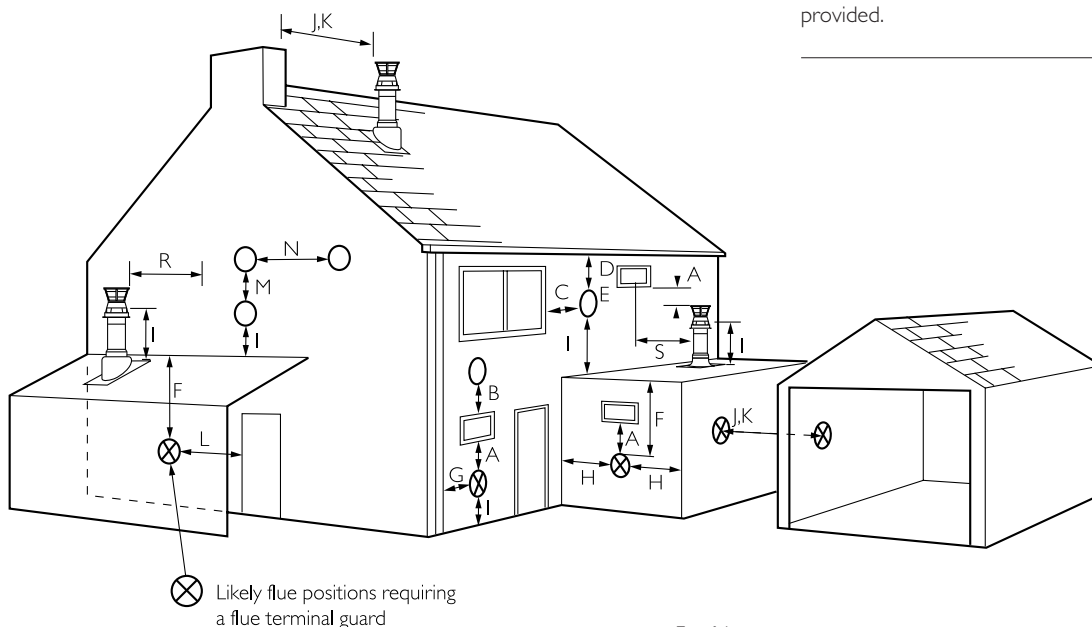 provided.
J,K
N
R
M
I
I
F
L
D
A
C
E
I
S
I
B
A
G
I
F
A
H
H
J,K
Likely flue positions requiring
a flue terminal guard